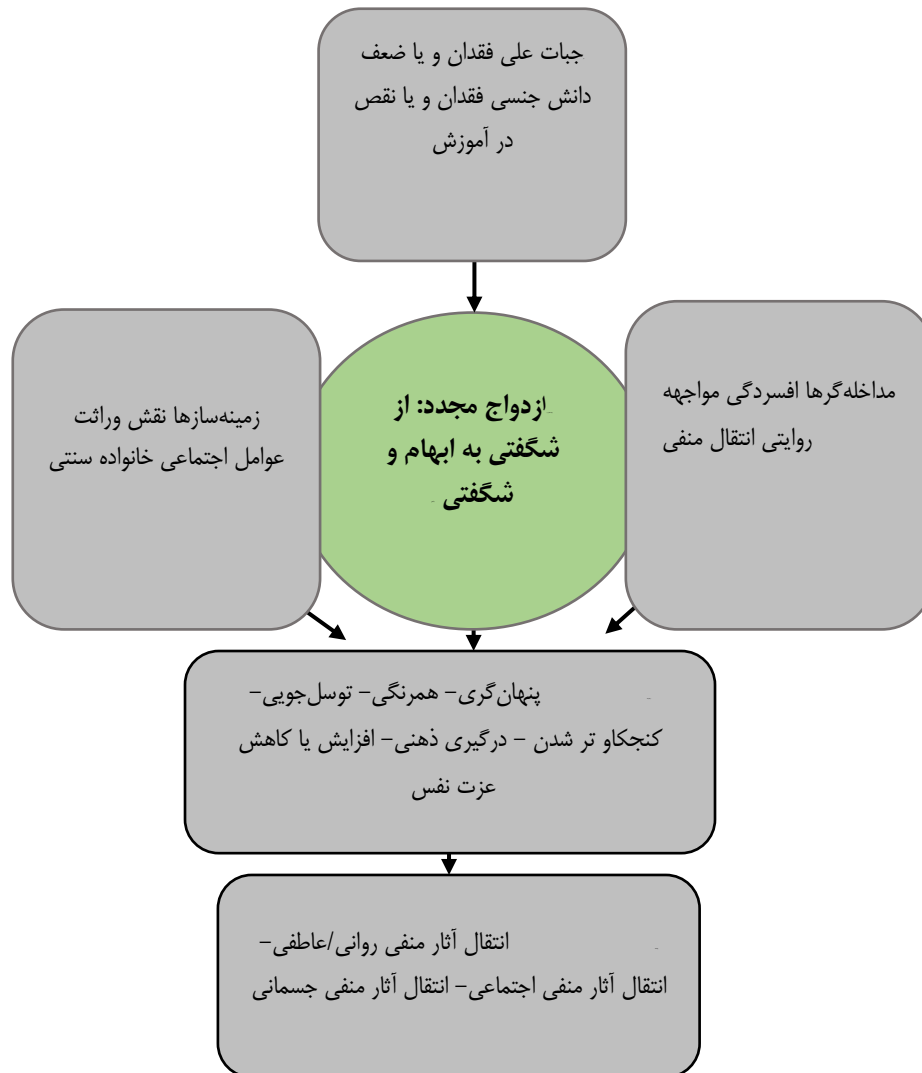 جبات علی فقدان و یا ضعف
دانش جنسی فقدان و یا نقص
در آموزش
مداخله‌گرها افسردگی مواجهه
روایتی انتقال منفی
ازدواج مجدد: از
شگفتی به ابهام و
شگفتی
زمینه‌سازها نقش وراثت
عوامل اجتماعی خانواده سنتی
پنهان‌گری– همرنگی– توسل‌جویی–
کنجکاو تر شدن – درگیری ذهنی– افزایش یا کاهش
عزت نفس
انتقال آثار منفی روانی/عاطفی–
انتقال آثار منفی اجتماعی– انتقال آثار منفی جسمانی